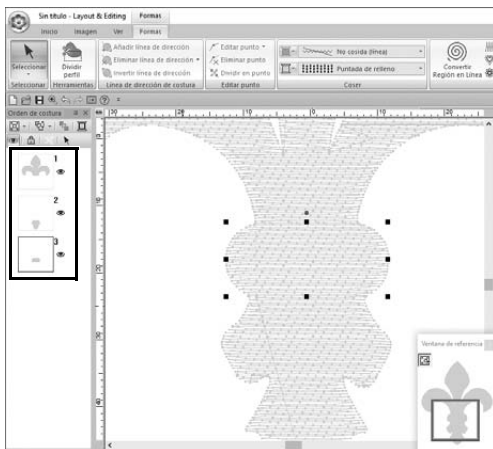 Sin título - Layout & Editing Formas
Inicio Imagen Ver Formas
Seleccionar
Dividir perfil
Añadir línea de dirección
Eliminar línea de dirección
Invertir línea de dirección
Editar punto
Eliminar punto
Dividir en punto
No cosida (línea)
Puntada de relleno
Convertir Región en Línea
Seleccionar Herramientas Línea de dirección de costura Editar punto Coser
Orden de costura
1
2
3
Ventana de referencia